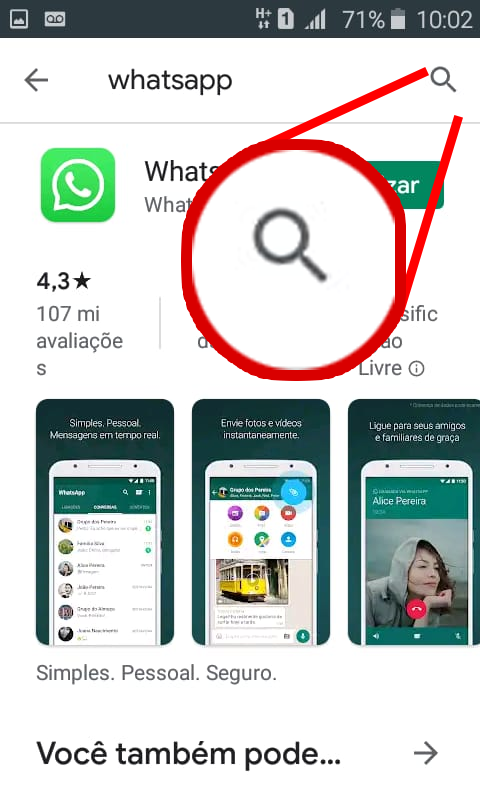 H+ 1 71% 10:02
whatsapp
Whats
What
zar
4,3★
107 mi
avaliaçõe
s
d
sific
ão
Livre
Simples. Pessoal.
Mensagens em tempo real.
Envie fotos e vídeos
instantaneamente.
Ligue para seus amigos
e familiares de graça
WhatsApp
CONVERSAS
Grupo dos Pereira
Família Silva
Alice Pereira
João Pereira
Grupo do Almoço
Joana Nascimento
Grupo dos Pereira
Alice Pereira
Simples. Pessoal. Seguro.
Você também pode...